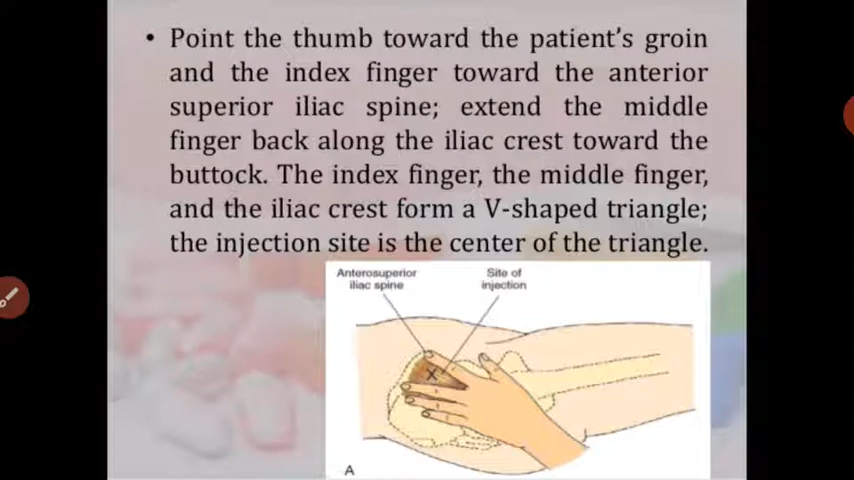 • Point the thumb toward the patient's groin
and the index finger toward the anterior
superior iliac spine; extend the middle
finger back along the iliac crest toward the
buttock. The index finger, the middle finger,
and the iliac crest form a V-shaped triangle;
the injection site is the center of the triangle.
Anterosuperior
iliac spine
Site of
injection
X
A